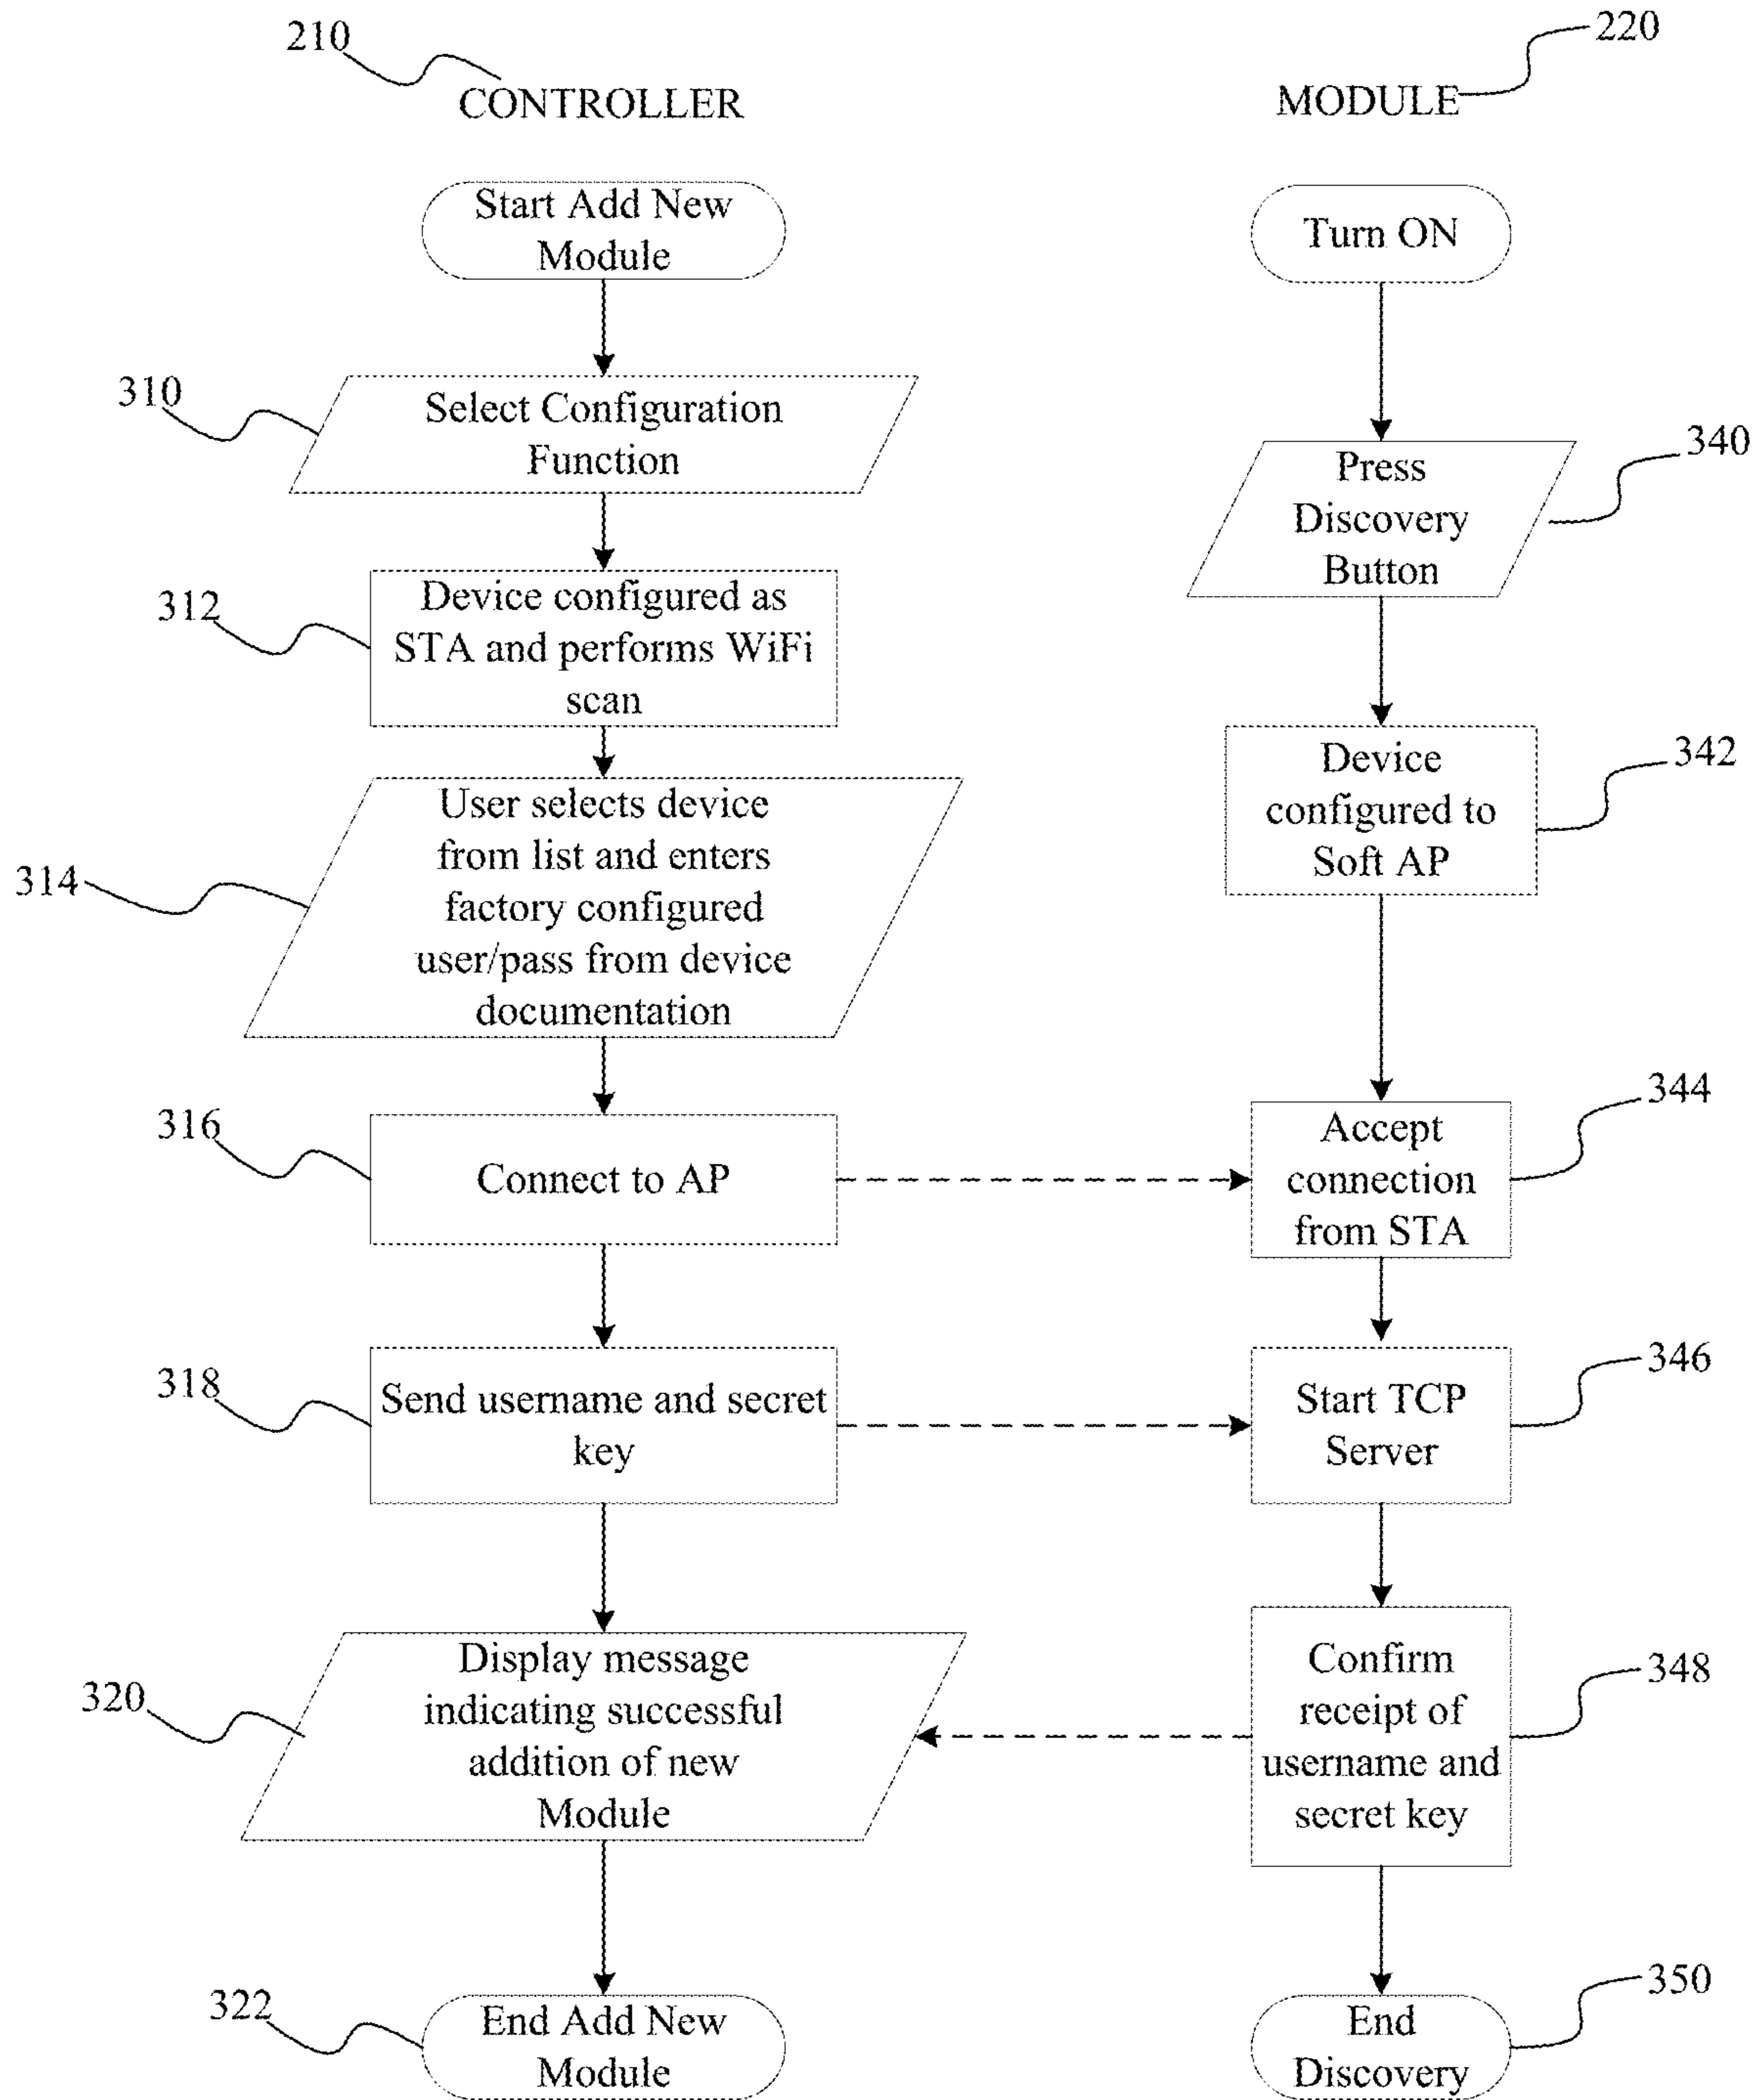 210
CONTROLLER
Start Add New
Module
310
Select Configuration
Function
312
Device configured as
STA and performs WiFi
scan
314
User selects device
from list and enters
factory configured
user/pass from device
documentation
316
Connect to AP
318
Send username and secret
key
320
Display message
indicating successful
addition of new
Module
322
End Add New
Module
220
MODULE
Turn ON
340
Press
Discovery
Button
342
Device
configured to
Soft AP
344
Accept
connection
from STA
346
Start TCP
Server
348
Confirm
receipt of
username and
secret key
350
End
Discovery